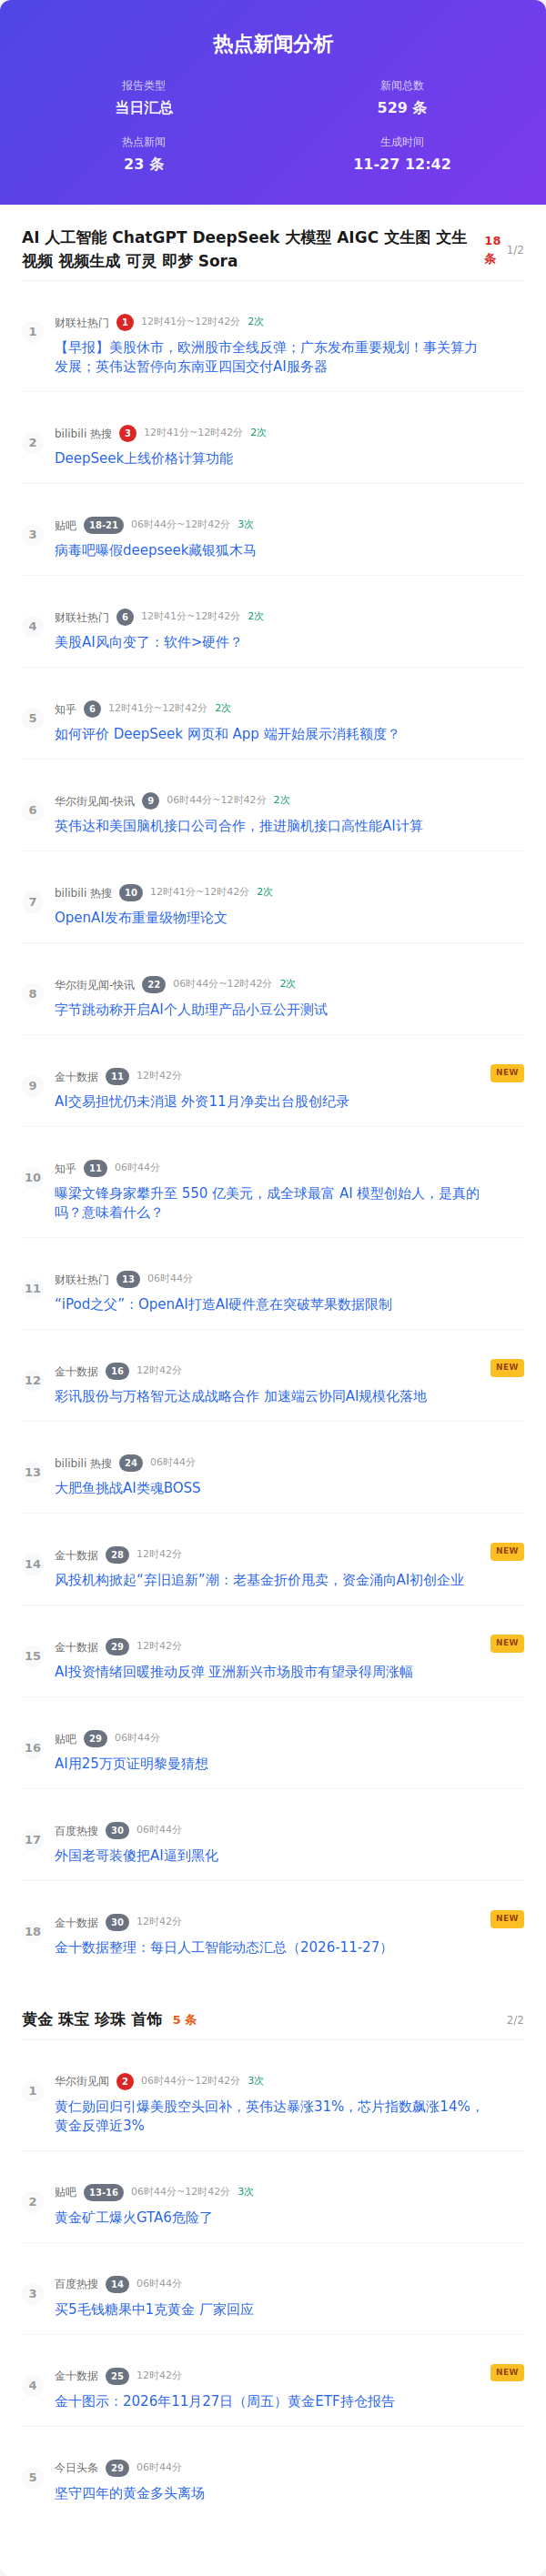 热点新闻分析
报告类型
新闻总数
当日汇总
529 条
热点新闻
生成时间
23 条
11-27 12:42
AI 人工智能 ChatGPT DeepSeek 大模型 AIGC 文生图 文生
视频 视频生成 可灵 即梦 Sora
18
条
1/2
1
财联社热门 1 12时41分~12时42分 2次
【早报】美股休市，欧洲股市全线反弹；广东发布重要规划！事关算力
发展；英伟达暂停向东南亚四国交付AI服务器
2
bilibili 热搜 3 12时41分~12时42分 2次
DeepSeek上线价格计算功能
3
贴吧 18-21 06时44分~12时42分 3次
病毒吧曝假deepseek藏银狐木马
4
财联社热门 6 12时41分~12时42分 2次
美股AI风向变了：软件>硬件？
5
知乎 6 12时41分~12时42分 2次
如何评价 DeepSeek 网页和 App 端开始展示消耗额度？
6
华尔街见闻-快讯 9 06时44分~12时42分 2次
英伟达和美国脑机接口公司合作，推进脑机接口高性能AI计算
7
bilibili 热搜 10 12时41分~12时42分 2次
OpenAI发布重量级物理论文
8
华尔街见闻-快讯 22 06时44分~12时42分 2次
字节跳动称开启AI个人助理产品小豆公开测试
9
金十数据 11 12时42分
NEW
AI交易担忧仍未消退 外资11月净卖出台股创纪录
10
知乎 11 06时44分
曝梁文锋身家攀升至 550 亿美元，成全球最富 AI 模型创始人，是真的
吗？意味着什么？
11
财联社热门 13 06时44分
“iPod之父”：OpenAI打造AI硬件意在突破苹果数据限制
12
金十数据 16 12时42分
NEW
彩讯股份与万格智元达成战略合作 加速端云协同AI规模化落地
13
bilibili 热搜 24 06时44分
大肥鱼挑战AI类魂BOSS
14
金十数据 28 12时42分
NEW
风投机构掀起“弃旧追新”潮：老基金折价甩卖，资金涌向AI初创企业
15
金十数据 29 12时42分
NEW
AI投资情绪回暖推动反弹 亚洲新兴市场股市有望录得周涨幅
16
贴吧 29 06时44分
AI用25万页证明黎曼猜想
17
百度热搜 30 06时44分
外国老哥装傻把AI逼到黑化
18
金十数据 30 12时42分
NEW
金十数据整理：每日人工智能动态汇总（2026-11-27）
黄金 珠宝 珍珠 首饰 5 条
2/2
1
华尔街见闻 2 06时44分~12时42分 3次
黄仁勋回归引爆美股空头回补，英伟达暴涨31%，芯片指数飙涨14%，
黄金反弹近3%
2
贴吧 13-16 06时44分~12时42分 3次
黄金矿工爆火GTA6危险了
3
百度热搜 14 06时44分
买5毛钱糖果中1克黄金 厂家回应
4
金十数据 25 12时42分
NEW
金十图示：2026年11月27日（周五）黄金ETF持仓报告
5
今日头条 29 06时44分
坚守四年的黄金多头离场